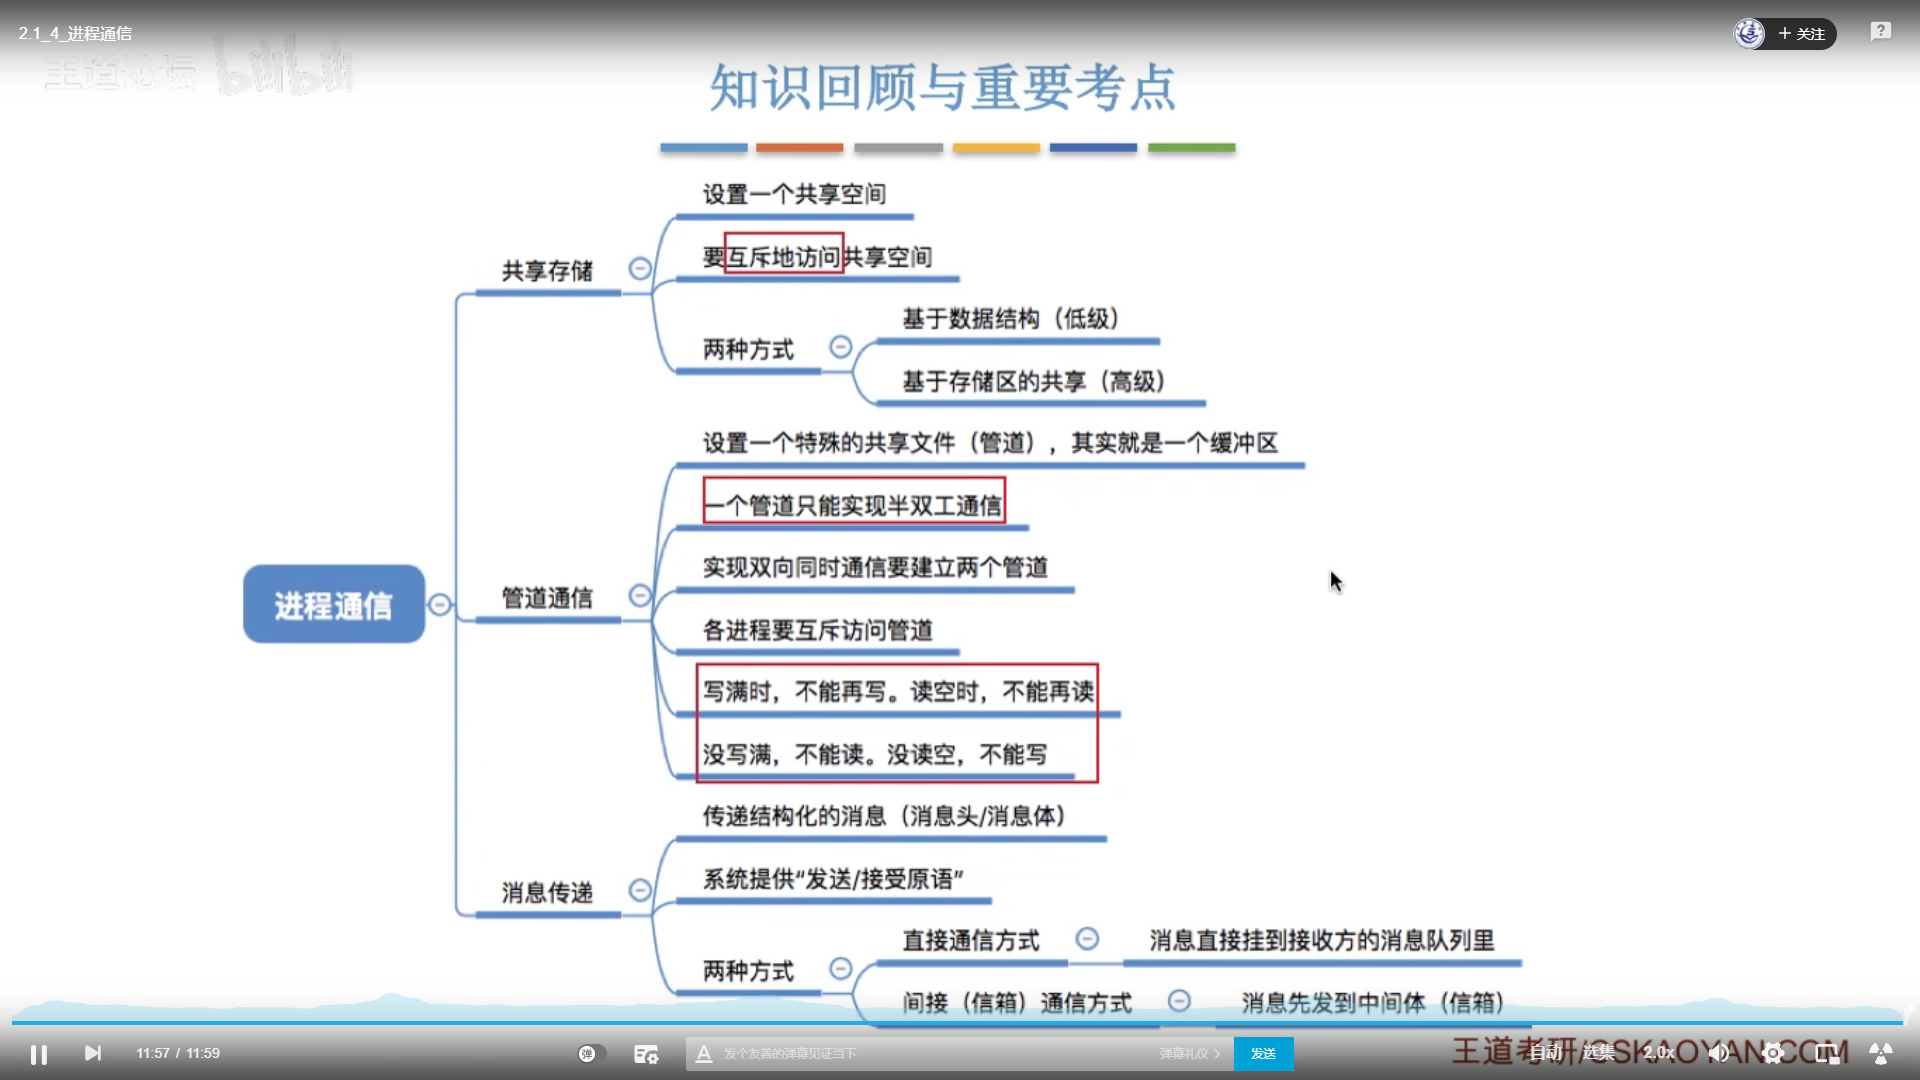 2.1_4_进程通信
+ 关注
王道论坛 bilibili
知识回顾与重要考点
设置一个共享空间
要互斥地访问共享空间
共享存储
基于数据结构（低级）
两种方式
基于存储区的共享（高级）
设置一个特殊的共享文件（管道），其实就是一个缓冲区
一个管道只能实现半双工通信
实现双向同时通信要建立两个管道
管道通信
进程通信
各进程要互斥访问管道
写满时，不能再写。读空时，不能再读
没写满，不能读。没读空，不能写
传递结构化的消息（消息头/消息体）
系统提供“发送/接受原语”
消息传递
直接通信方式
消息直接挂到接收方的消息队列里
两种方式
间接（信箱）通信方式
消息先发到中间体（信箱）
11:57 / 11:59
弹
发个友善的弹幕见证当下
弹幕礼仪 >
发送
王道考研/CSKAOYAN.COM
自动
选集
2.0x